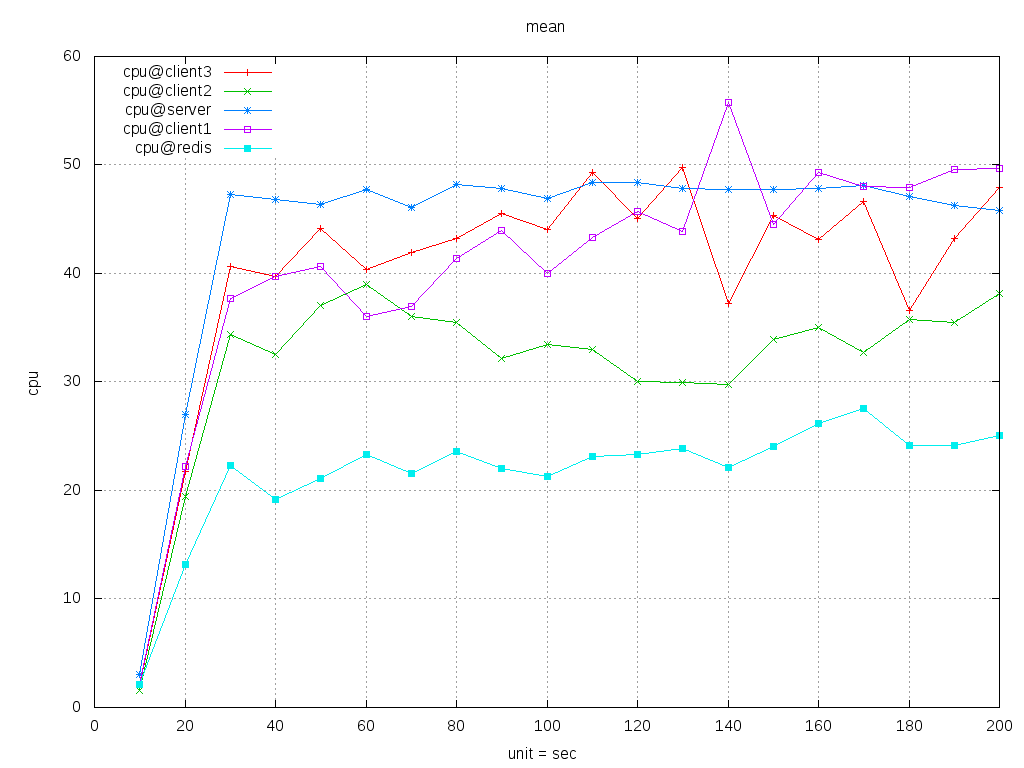 mean
60
50
40
30
20
10
0
cpu@client3
cpu@client2
cpu@server
cpu@client1
cpu@redis
cpu
0 20 40 60 80 100 120 140 160 180 200
unit = sec